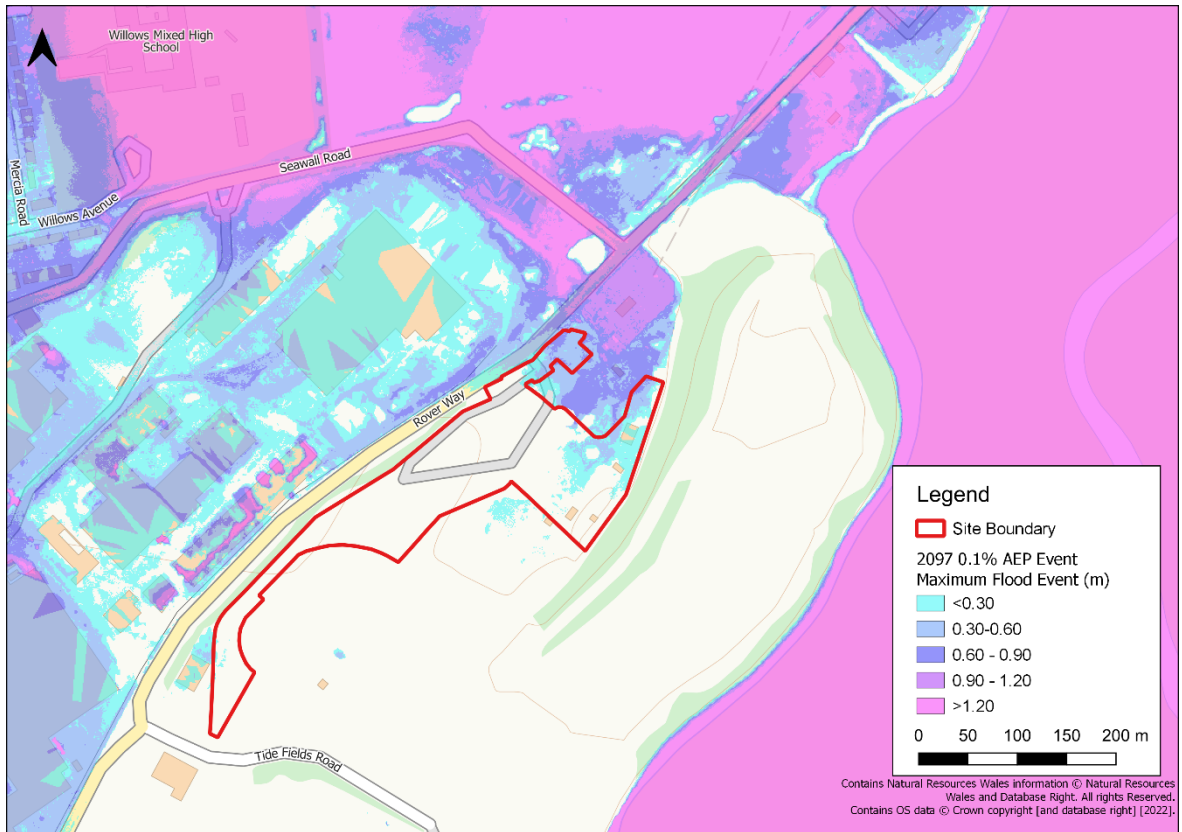 Willows Mixed High
School
Mercia Road
Willows Avenue
Seawall Road
Rover Way
Tide Fields Road
Legend
Site Boundary
2097 0.1% AEP Event
Maximum Flood Event (m)
<0.30
0.30-0.60
0.60 - 0.90
0.90 - 1.20
>1.20
0 50 100 150 200 m
Contains Natural Resources Wales information © Natural Resources
Wales and Database Right. All rights Reserved.
Contains OS data © Crown copyright [and database right] [2022].